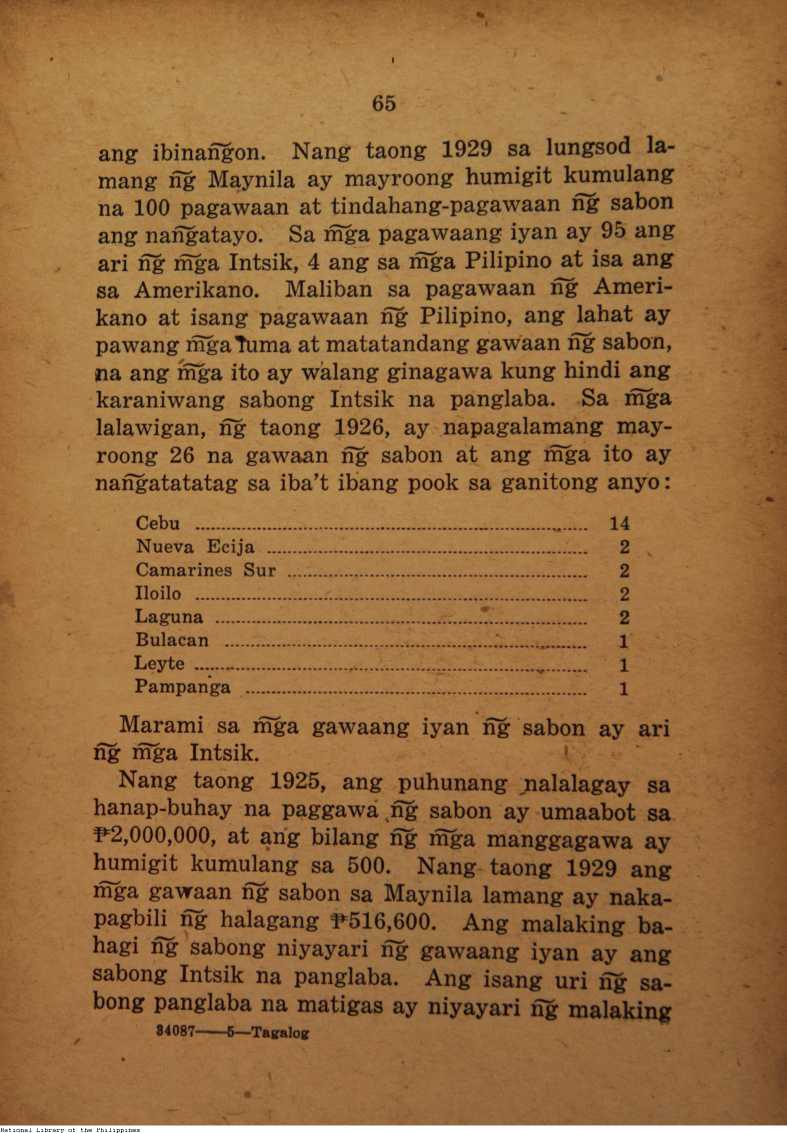 65
ang ibinan͠gon. Nang taong 1929 sa lungsod la-
mang n͠g Maynila ay mayroong humigit kumulang
na 100 pagawaan at tindahang-pagawaan n͠g sabon
ang nan͠gatayo. Sa m͠ga pagawaang iyan ay 95 ang
ari n͠g m͠ga Intsik, 4 ang sa m͠ga Pilipino at isa ang
sa Amerikano. Maliban sa pagawaan n͠g Ameri-
kano at isang pagawaan n͠g Pilipino, ang lahat ay
pawang m͠ga luma at matatandang gawaan n͠g sabon,
na ang m͠ga ito ay walang ginagawa kung hindi ang
karaniwang sabong Intsik na panglaba. Sa m͠ga
lalawigan, n͠g taong 1926, ay napagalamang may-
roong 26 na gawaan n͠g sabon at ang m͠ga ito ay
nan͠gatatatag sa iba't ibang pook sa ganitong anyo:
Cebu ........ 14
Nueva Ecija ........ 2
Camarines Sur ........ 2
Iloilo ........ 2
Laguna ........ 2
Bulacan ........ 1
Leyte ........ 1
Pampanga ........ 1
Marami sa m͠ga gawaang iyan n͠g sabon ay ari
n͠g m͠ga Intsik.
Nang taong 1925, ang puhunang nalalagay sa
hanap-buhay na paggawa n͠g sabon ay umaabot sa
₱2,000,000, at ang bilang n͠g m͠ga manggagawa ay
humigit kumulang sa 500. Nang taong 1929 ang
m͠ga gawaan n͠g sabon sa Maynila lamang ay naka-
pagbili n͠g halagang ₱516,600. Ang malaking ba-
hagi n͠g sabong niyayari n͠g gawaang iyan ay ang
sabong Intsik na panglaba. Ang isang uri n͠g sa-
bong panglaba na matigas ay niyayari n͠g malaking
34087——5—Tagalog
National Library of the Philippines